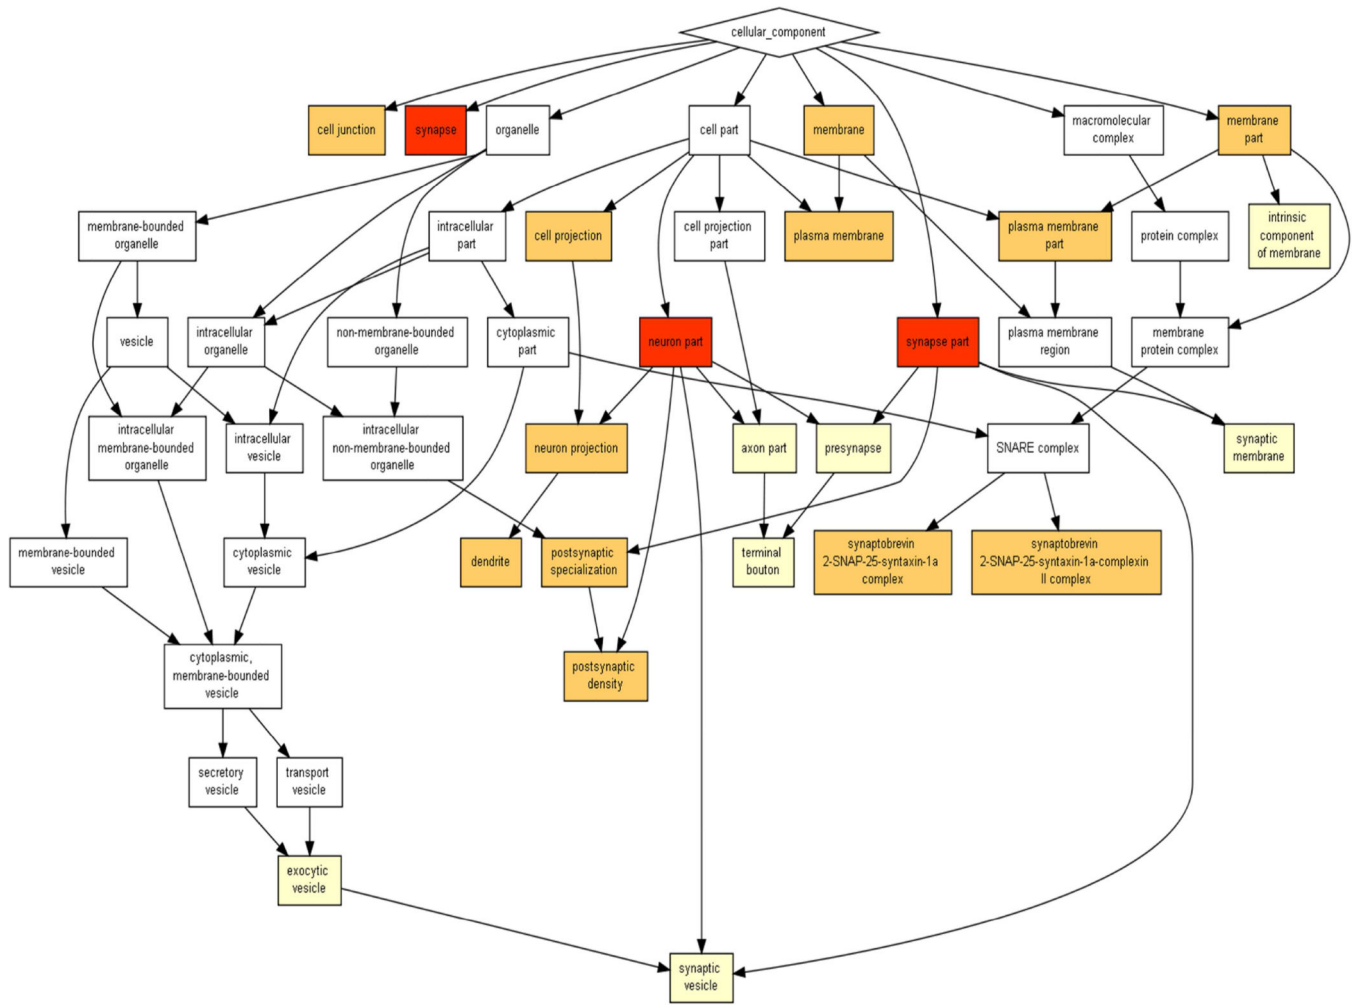 cellular_component
cell junction
synapse
organelle
cell part
membrane
macromolecular
complex
membrane
part
membrane-bounded
organelle
intracellular
part
cell projection
cell projection
part
plasma membrane
plasma membrane
part
protein complex
intrinsic
component
of membrane
vesicle
intracellular
organelle
non-membrane-bounded
organelle
cytoplasmic
part
neuron part
synapse part
plasma membrane
region
membrane
protein complex
intracellular
membrane-bounded
organelle
intracellular
vesicle
intracellular
non-membrane-bounded
organelle
neuron projection
axon part
presynapse
SNARE complex
synaptic
membrane
membrane-bounded
vesicle
cytoplasmic
vesicle
dendrite
postsynaptic
specialization
terminal
bouton
synaptobrevin
2-SNAP-25-syntaxin-1a
complex
synaptobrevin
2-SNAP-25-syntaxin-1a-complexin
II complex
cytoplasmic,
membrane-bounded
vesicle
postsynaptic
density
secretory
vesicle
transport
vesicle
exocytic
vesicle
synaptic
vesicle